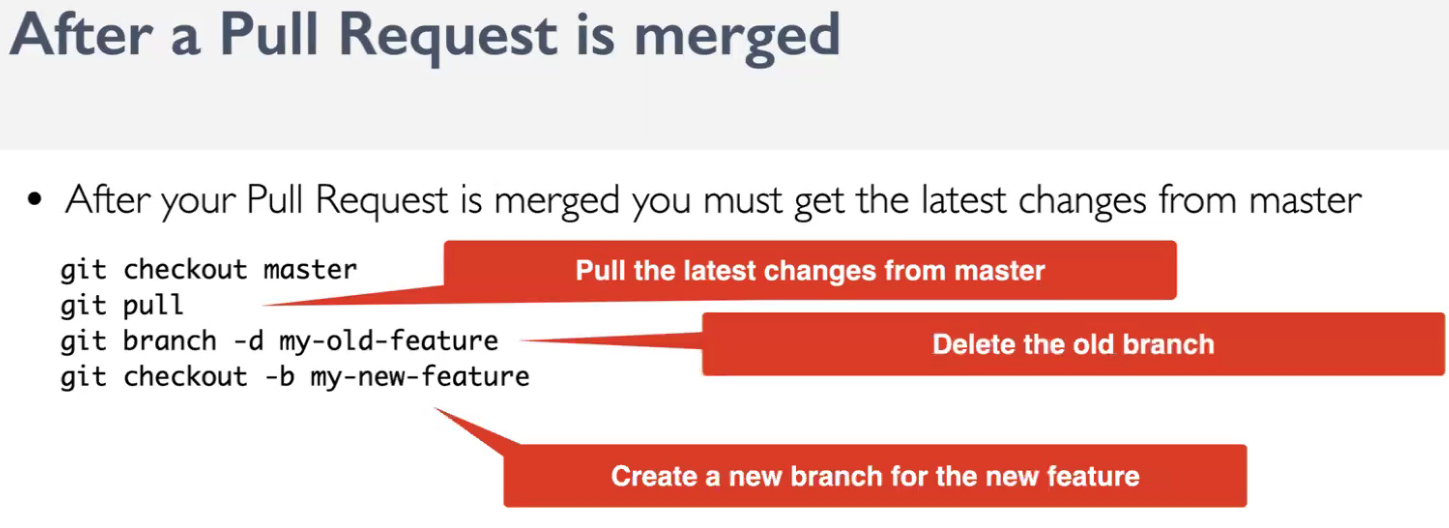 After a Pull Request is merged
• After your Pull Request is merged you must get the latest changes from master
git checkout master
Pull the latest changes from master
git pull
git branch -d my-old-feature
Delete the old branch
git checkout -b my-new-feature
Create a new branch for the new feature